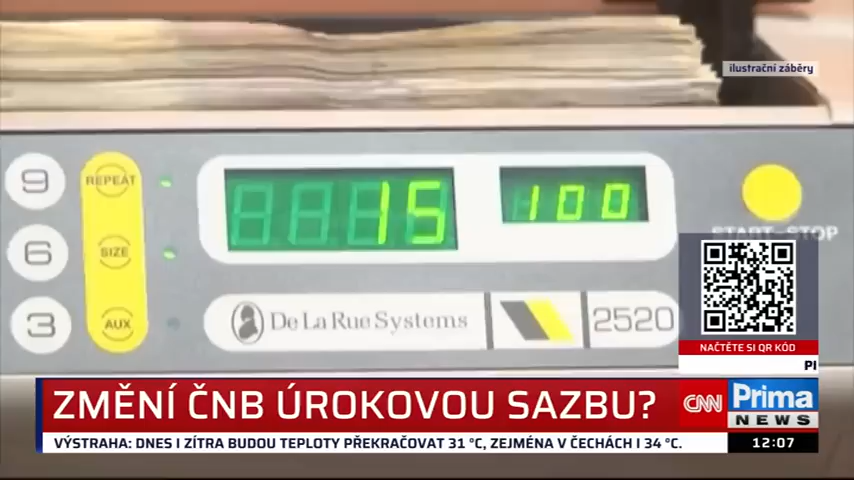 ilustrační záběry
9
REPEAT
15
100
START-STOP
6
SIZE
3
AUX
De La Rue Systems
2520
NAČTĚTE SI QR KÓD
PI
ZMĚNÍ ČNB ÚROKOVOU SAZBU?
CNN Prima
NEWS
VÝSTRAHA: DNES I ZÍTRA BUDOU TEPLOTY PŘEKRAČOVAT 31 °C, ZEJMÉNA V ČECHÁCH I 34 °C.
12:07